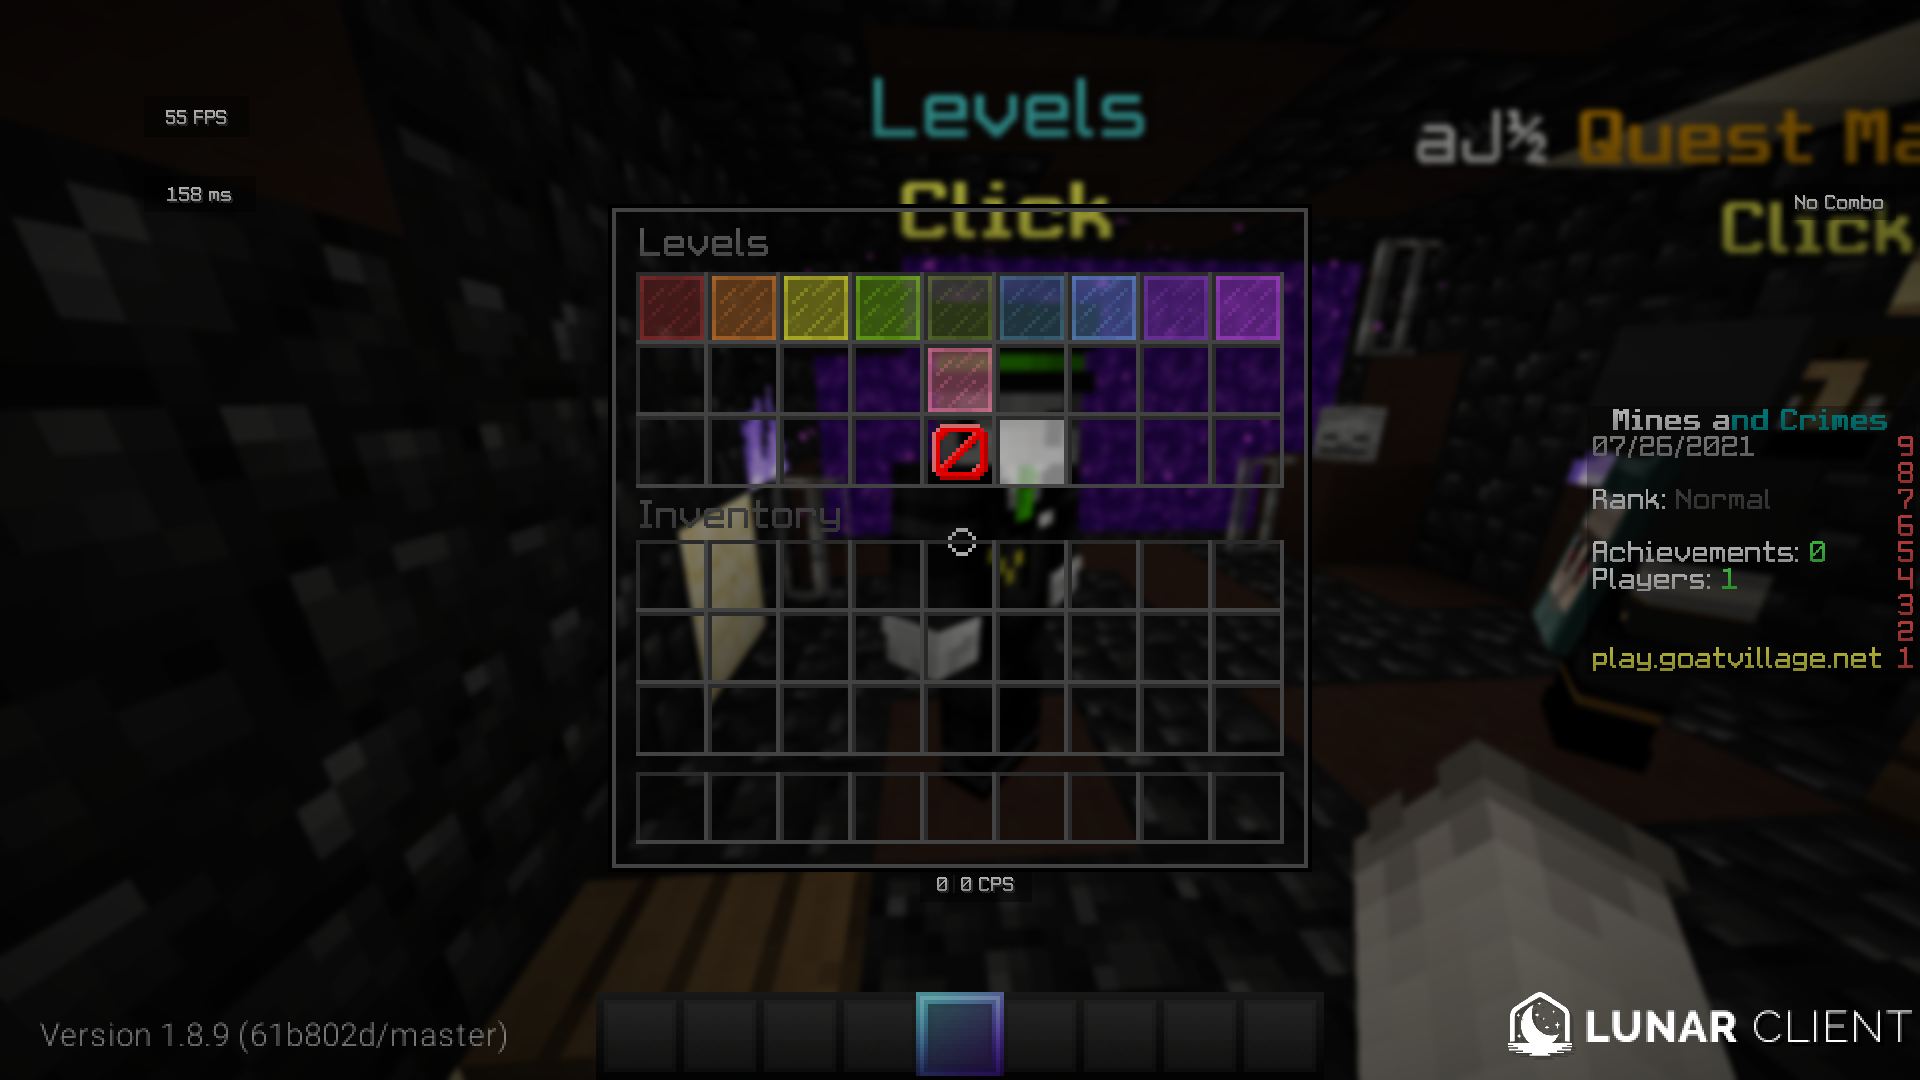 55 FPS
158 ms
Levels
Click
aJ½ Quest Ma
No Combo
Click
Levels
Mines and Crimes
07/26/2021 9
8
Rank: Normal 7
6
Achievements: 0 5
Players: 1 4
3
2
play.goatvillage.net 1
Inventory
0 0 CPS
Version 1.8.9 (61b802d/master)
LUNAR CLIENT